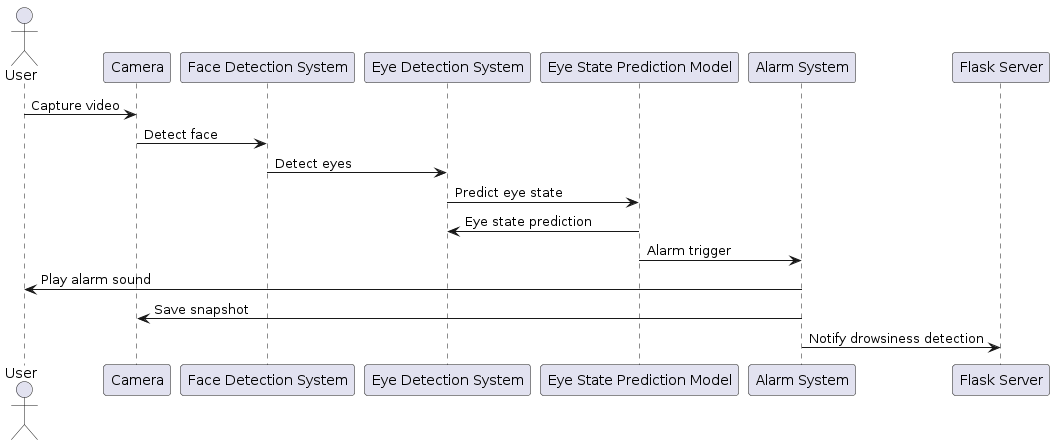 User
Camera
Face Detection System
Eye Detection System
Eye State Prediction Model
Alarm System
Flask Server
Capture video
Detect face
Detect eyes
Predict eye state
Eye state prediction
Alarm trigger
Play alarm sound
Save snapshot
Notify drowsiness detection
User
Camera
Face Detection System
Eye Detection System
Eye State Prediction Model
Alarm System
Flask Server